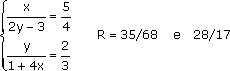 x/(2y – 3) = 5/4
y/(1 + 4x) = 2/3
R = 35/68 e 28/17